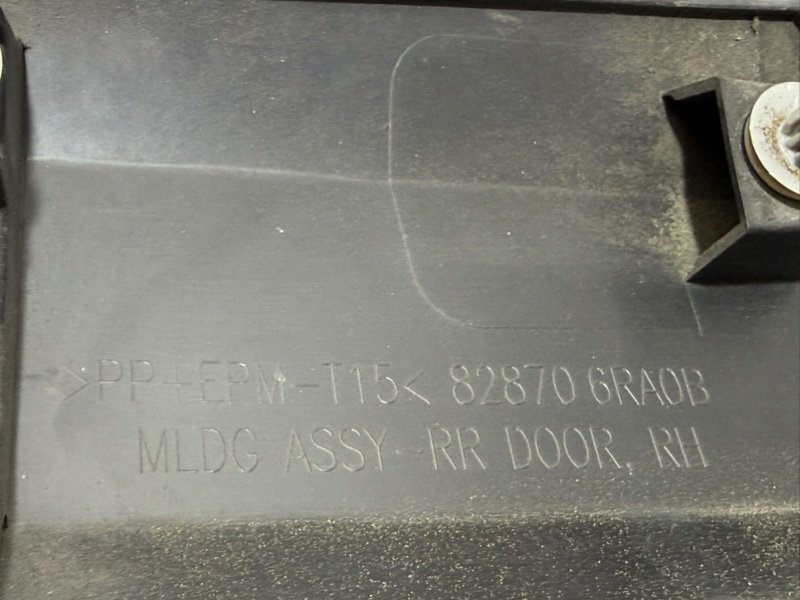 >PP+EPM-T15< 82870 6RA0B
MLDG ASSY-RR DOOR, RH